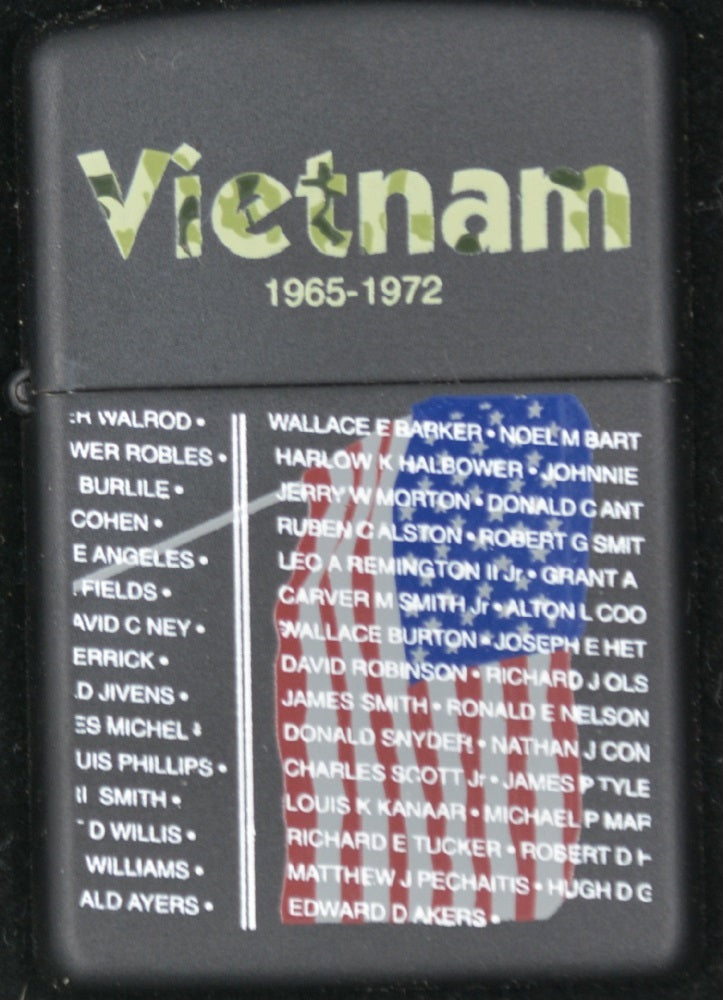 Vietnam
1965-1972
WALROD •
WER ROBLES •
BURLILE •
COHEN •
E ANGELES •
FIELDS •
AVID C NEY •
ERRICK •
D JIVENS •
ES MICHEL •
UIS PHILLIPS •
SMITH •
D WILLIS •
WILLIAMS •
ALD AYERS •
WALLACE E BARKER • NOEL M BART
HARLOW K HALBOWER • JOHNNIE
JERRY W MORTON • DONALD C ANT
RUBEN C ALSTON • ROBERT G SMIT
LEO A REMINGTON II Jr • GRANT A
CARVER M SMITH Jr • ALTON L COO
WALLACE BURTON • JOSEPH E HET
DAVID ROBINSON • RICHARD J OLS
JAMES SMITH • RONALD E NELSON
DONALD SNYDER • NATHAN J CON
CHARLES SCOTT Jr • JAMES P TYLE
LOUIS K KANAAR • MICHAEL P MAR
RICHARD E TUCKER • ROBERT D
MATTHEW J PECHAITIS • HUGH D G
EDWARD D AKERS •